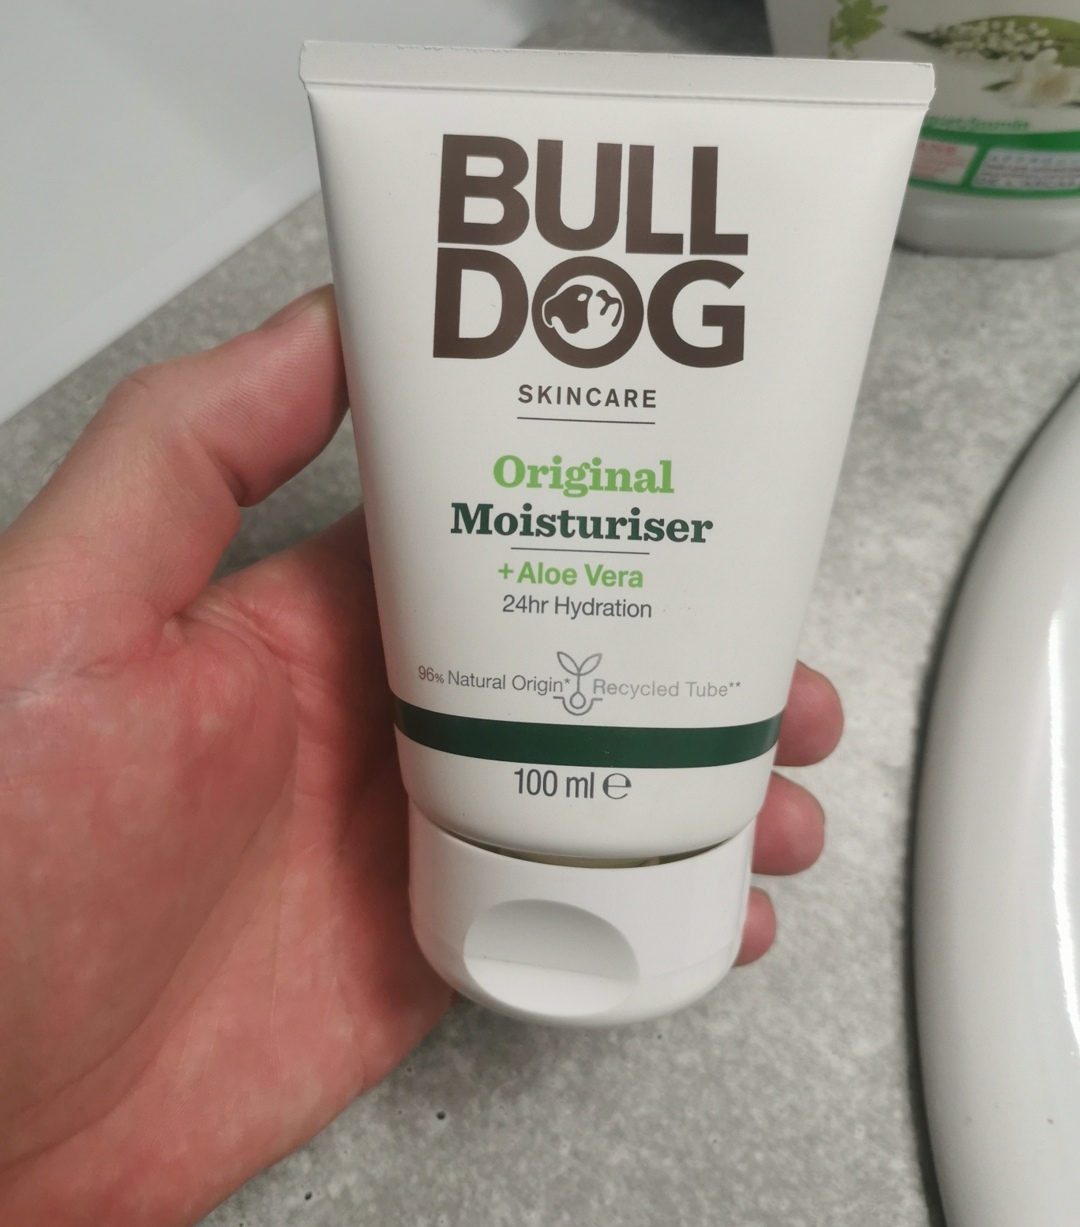 BULL
DOG
SKINCARE
Original
Moisturiser
+Aloe Vera
24hr Hydration
96% Natural Origin* Recycled Tube**
100 ml ℮